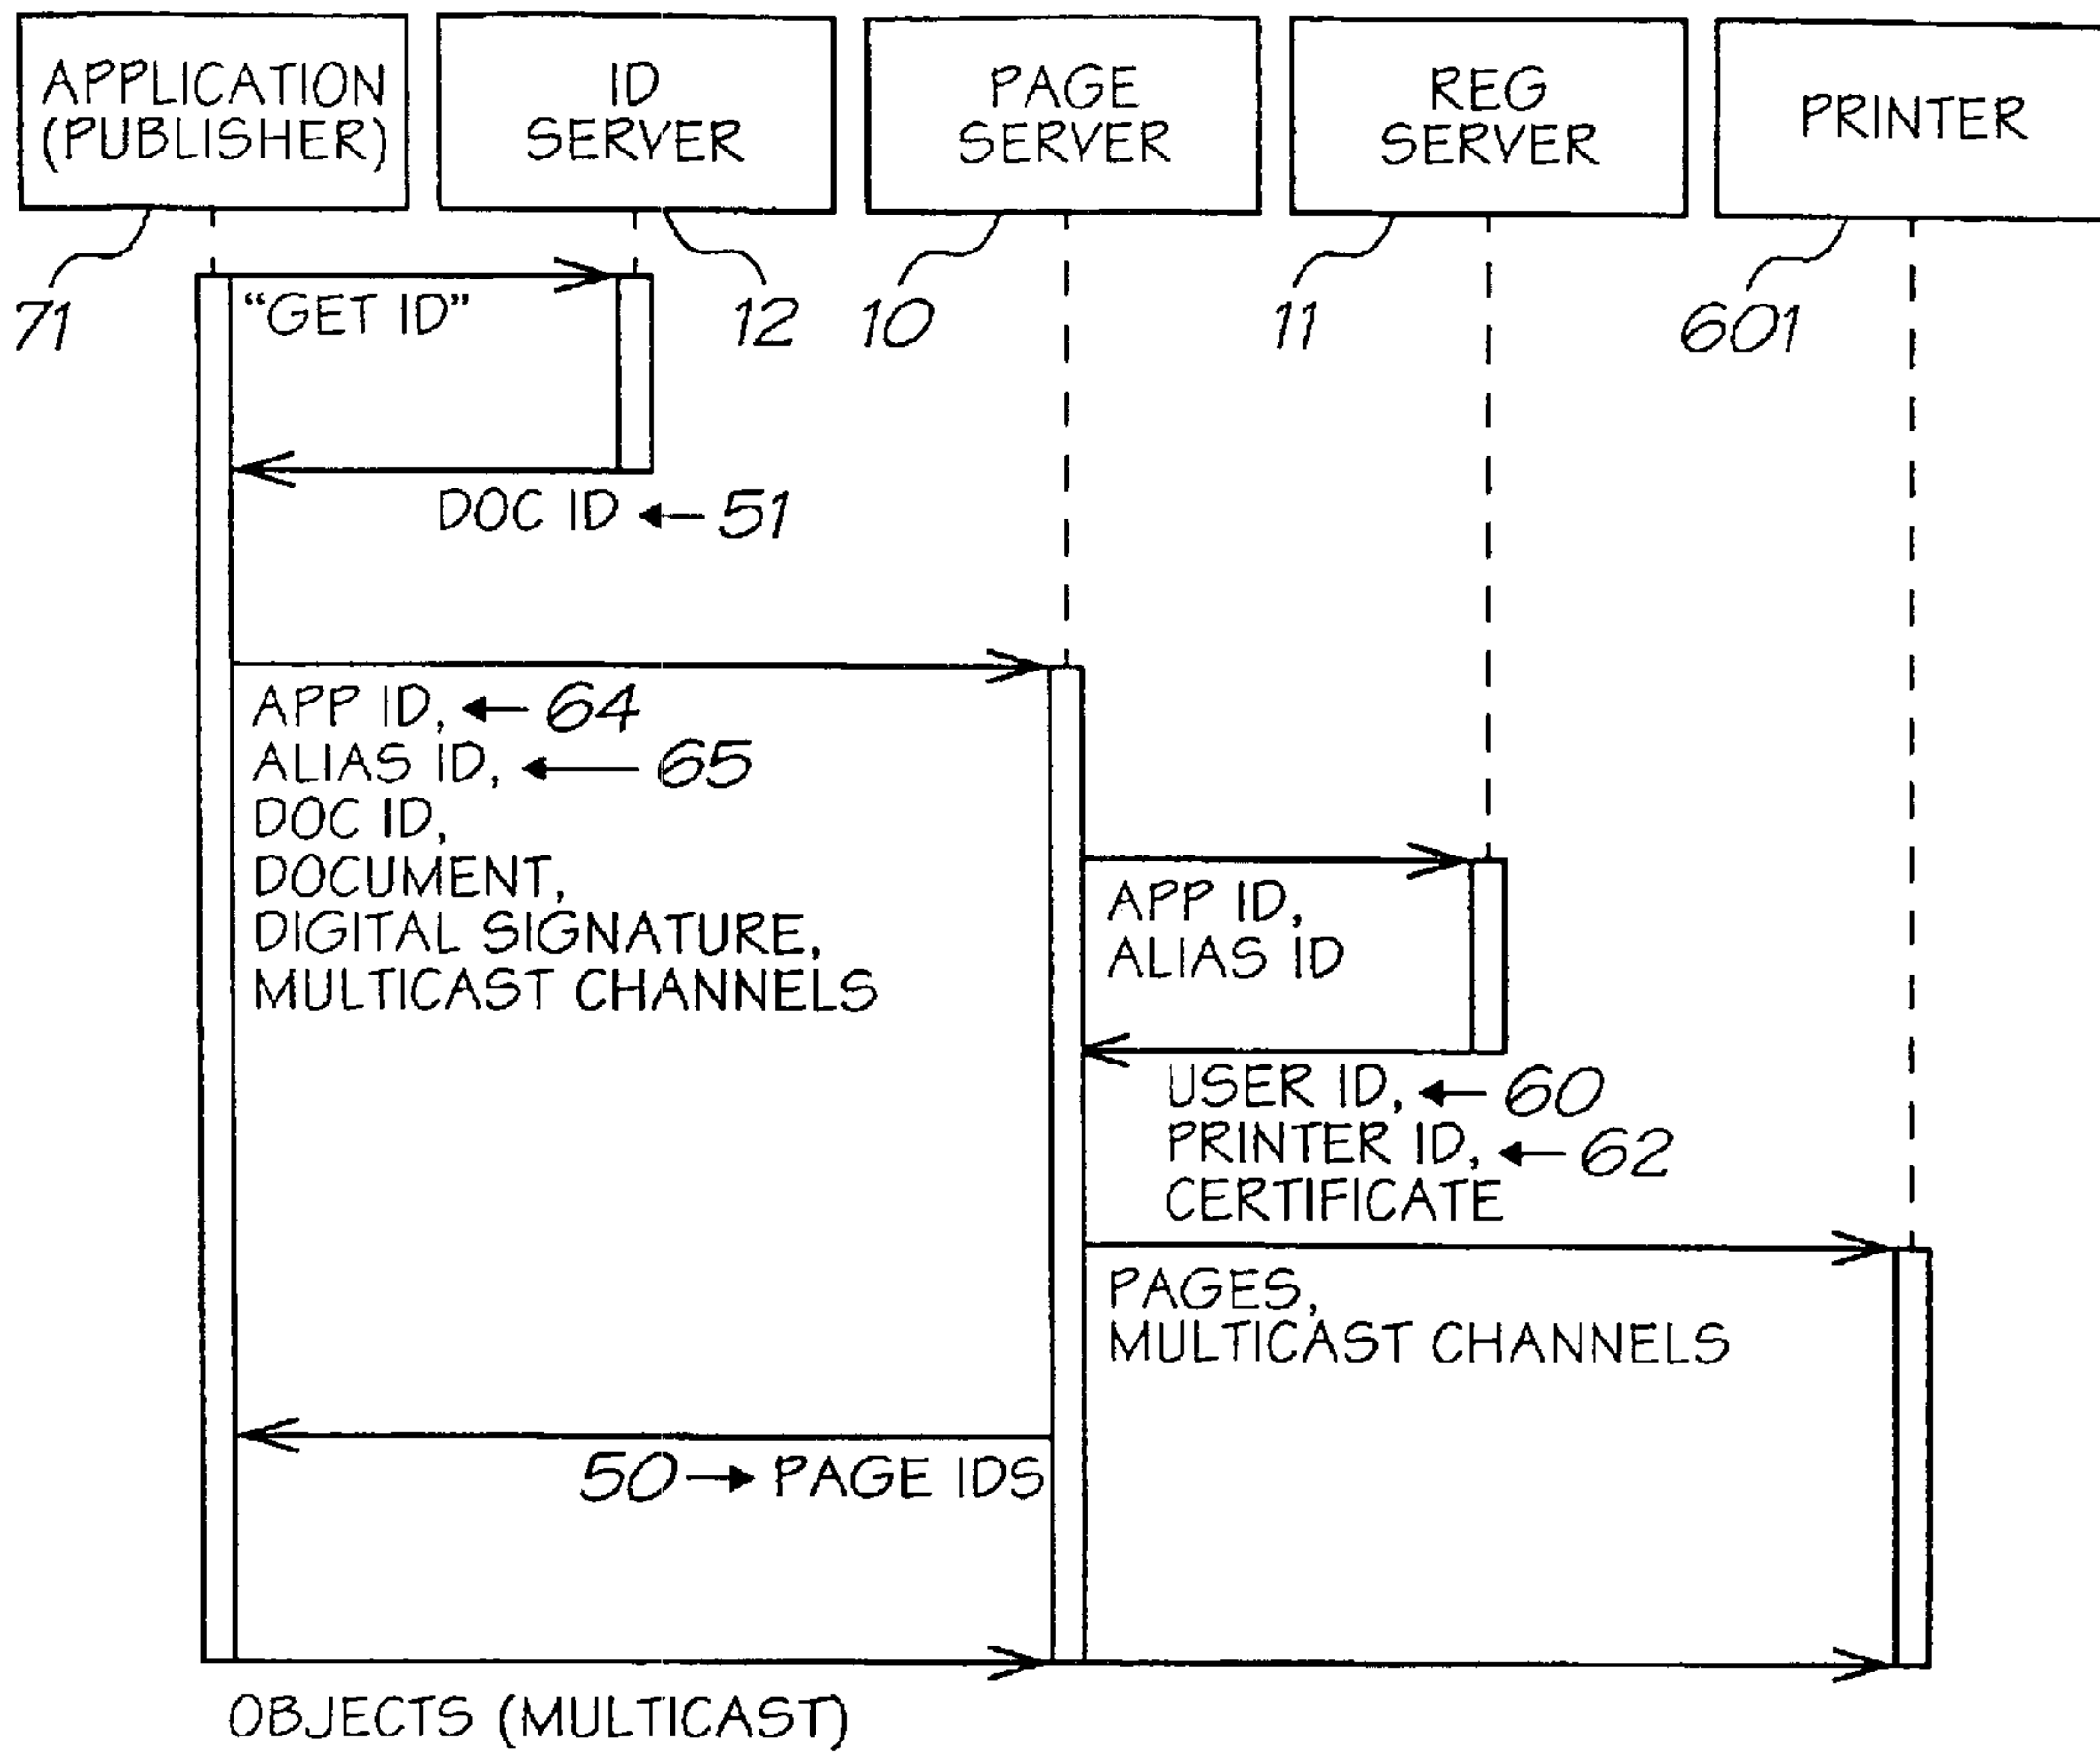 APPLICATION
(PUBLISHER)
ID
SERVER
PAGE
SERVER
REG
SERVER
PRINTER
71
12
10
11
601
"GET ID"
DOC ID 51
APP ID, 64
ALIAS ID, 65
DOC ID,
DOCUMENT,
DIGITAL SIGNATURE,
MULTICAST CHANNELS
APP ID,
ALIAS ID
USER ID, 60
PRINTER ID, 62
CERTIFICATE
PAGES,
MULTICAST CHANNELS
50 PAGE IDS
OBJECTS (MULTICAST)